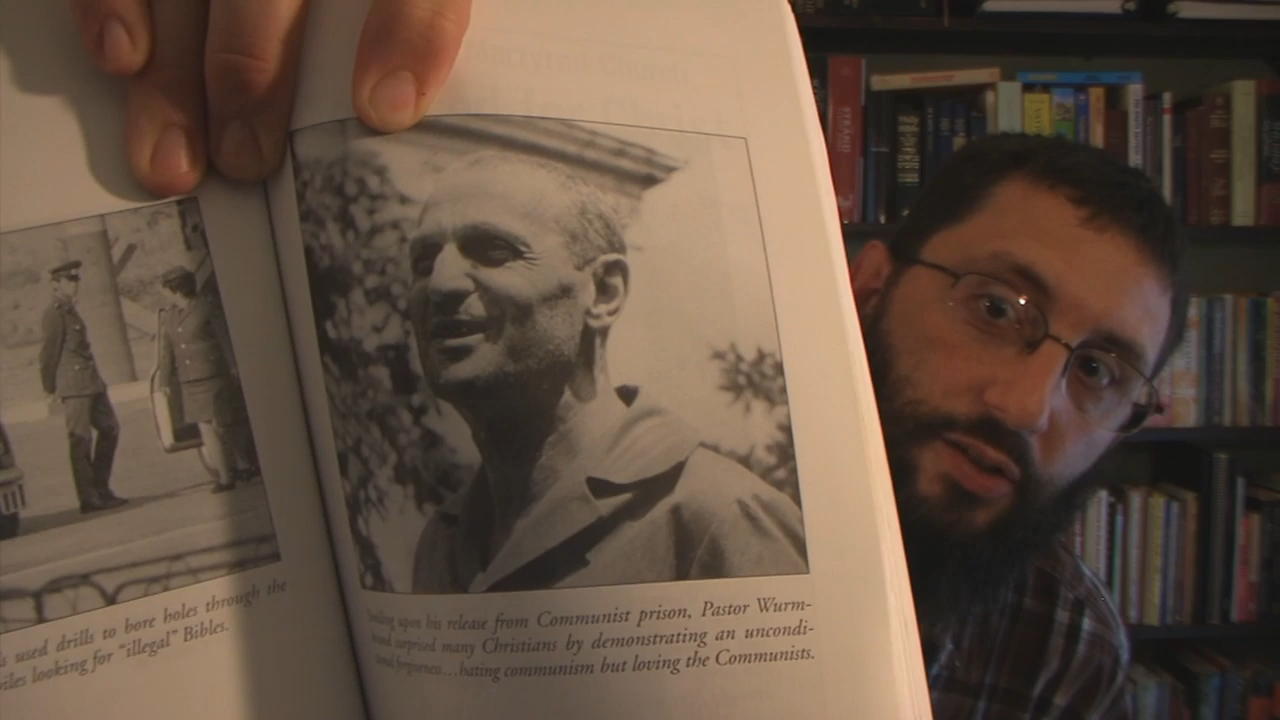 used drills to bore holes through the
looking for "illegal" Bibles.
upon his release from Communist prison, Pastor Wurm-
surprised many Christians by demonstrating an uncondi-
forgiveness…hating communism but loving the Communists.